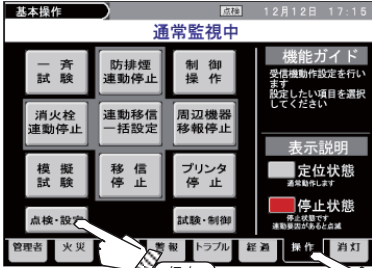 基本操作
点検
12月12日 17:15
通常監視中
一斉
試験
防排煙
連動停止
制御
操作
消火栓
連動停止
連動移信
一括設定
周辺機器
移報停止
模擬
試験
移信
停止
プリンタ
停止
点検・設定
試験・制御
機能ガイド
受信機動作設定を行い
ます
設定したい項目を選択
してください
表示説明
定位状態
通常動作します
停止状態
停止状態です
連動要因があると点滅
管理者 火災 警報 トラブル 経過 操作 消灯